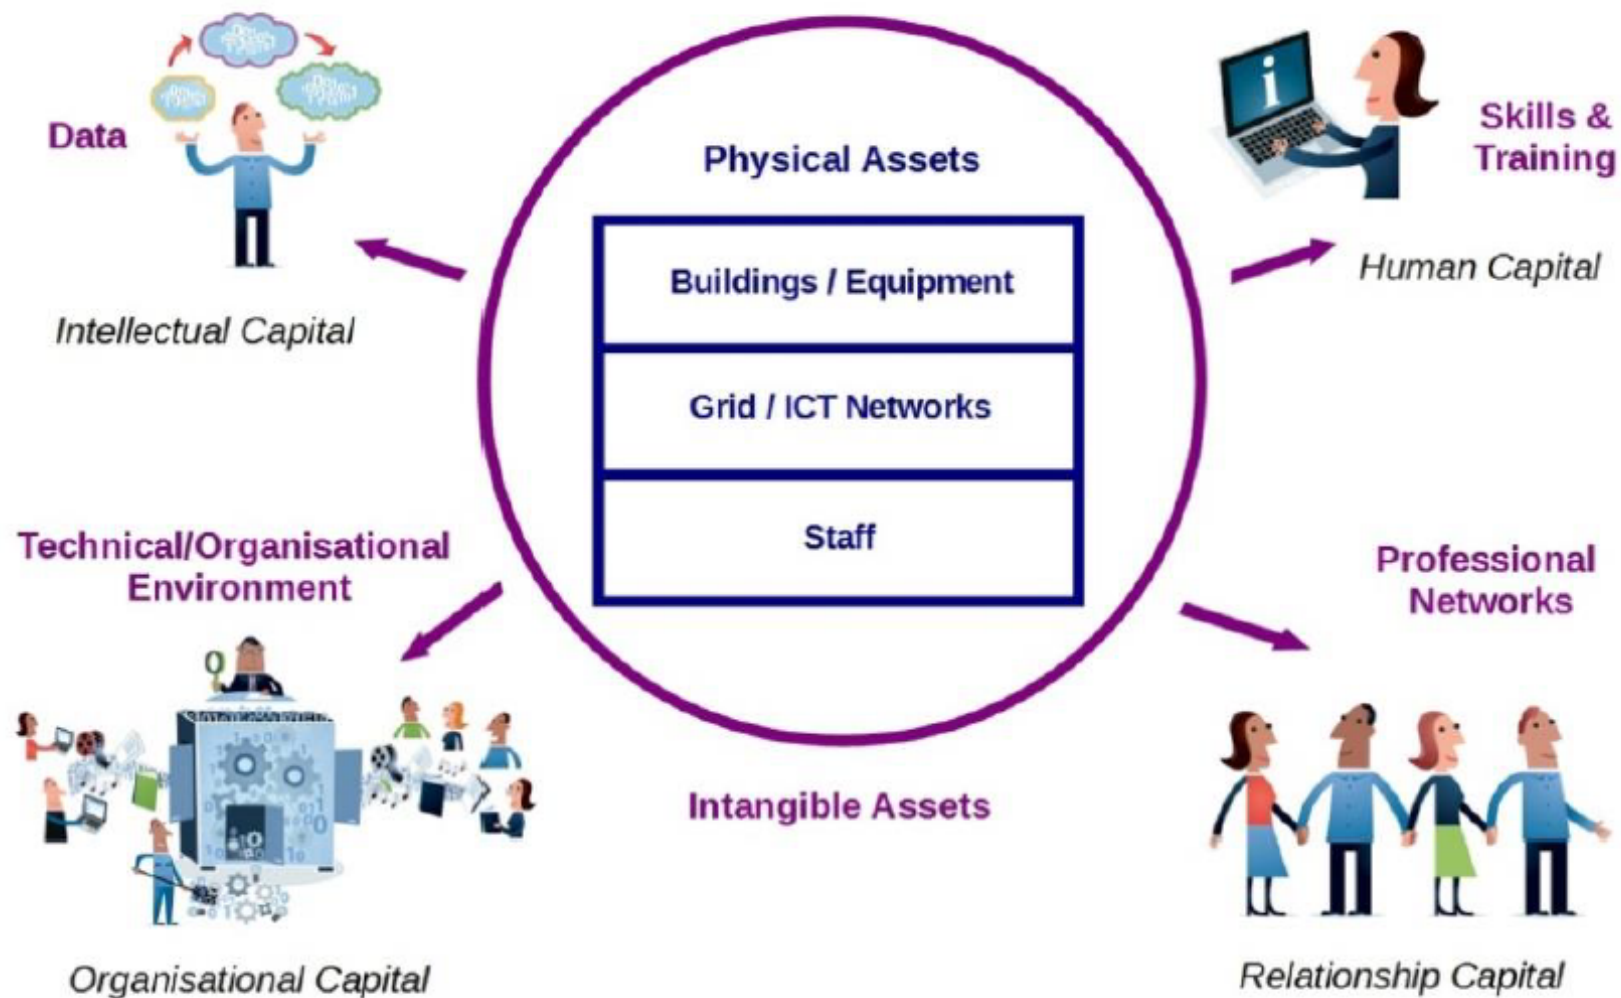 Data
Intellectual Capital
Physical Assets
Buildings / Equipment
Grid / ICT Networks
Staff
Skills &
Training
Human Capital
Technical/Organisational
Environment
Organisational Capital
Intangible Assets
Professional
Networks
Relationship Capital